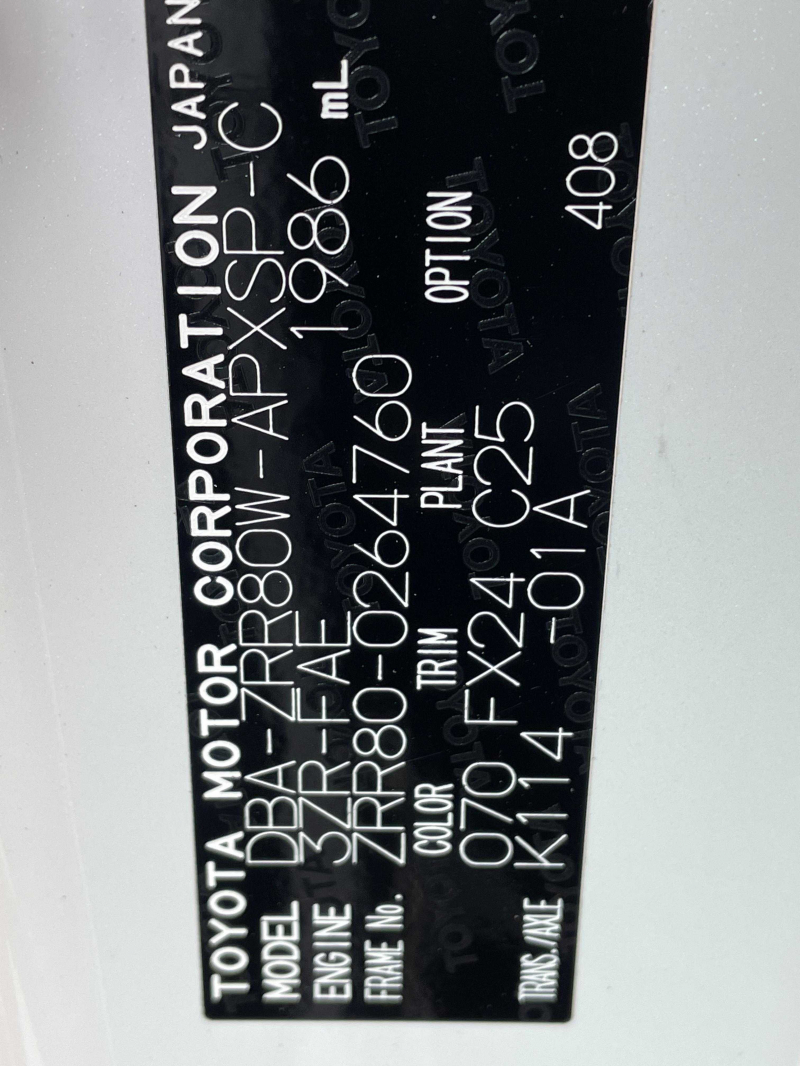 TOYOTA MOTOR CORPORATION JAPAN
MODEL DBA-ZRR80W-APXSP-C
ENGINE 3ZR-FAE 1986 mL
FRAME No. ZRR80-0264760
COLOR TRIM PLANT OPTION
070 FX24 C25
TRANS./AXLE K114 -01A 408